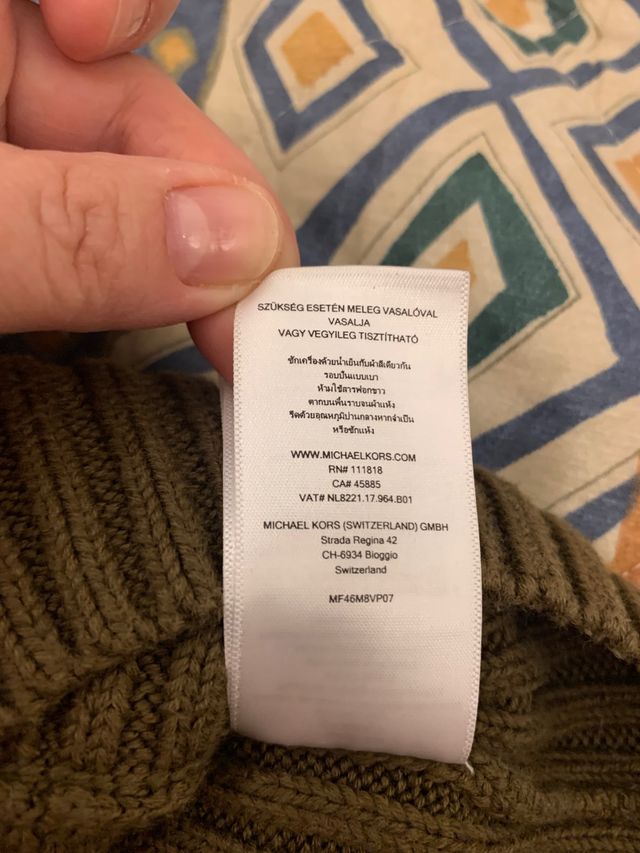 SZÜKSÉG ESETÉN MELEG VASALÓVAL
VASALJA
VAGY VEGYILEG TISZTÍTHATÓ
ซักเครื่องด้วยน้ำเย็นกับผ้าสีเดียวกัน
รอบปั่นแบบเบา
ห้ามใช้สารฟอกขาว
ตากบนพื้นราบจนผ้าแห้ง
รีดด้วยอุณหภูมิปานกลางหากจำเป็น
หรือซักแห้ง
WWW.MICHAELKORS.COM
RN# 111818
CA# 45885
VAT# NL8221.17.964.B01
MICHAEL KORS (SWITZERLAND) GMBH
Strada Regina 42
CH-6934 Bioggio
Switzerland
MF46M8VP07